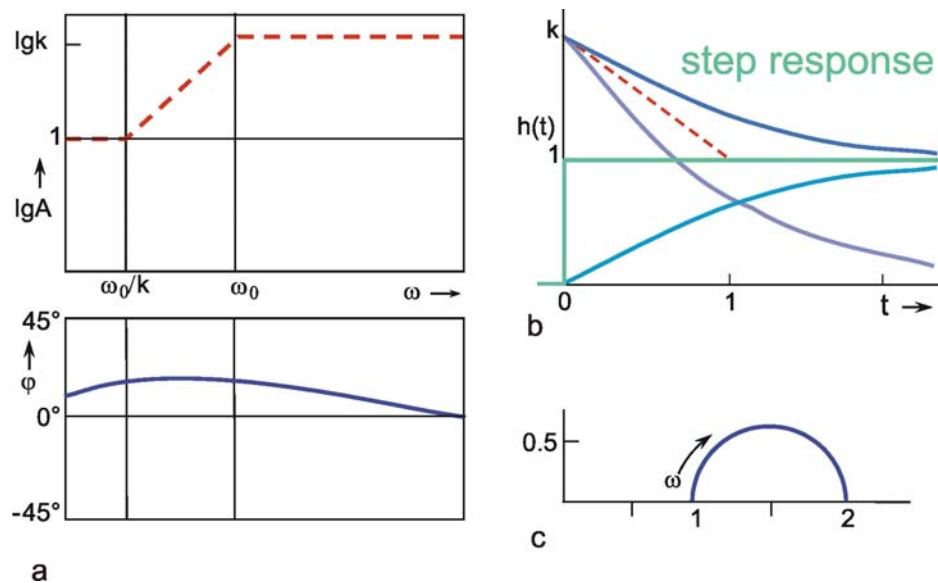 lgk
1
lgA
ω₀/k
ω₀
ω
45°
φ
0°
-45°
a
k
step response
h(t)
1
0
1
t
b
0.5
ω
1
2
c